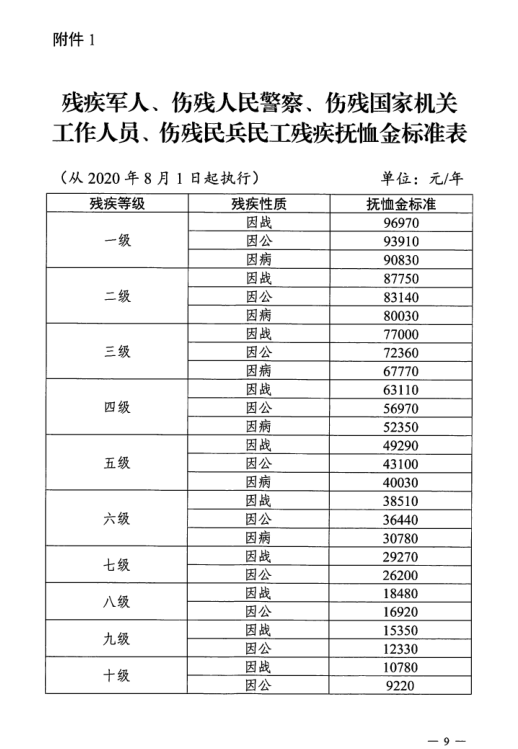 附件 1
残疾军人、伤残人民警察、伤残国家机关
工作人员、伤残民兵民工残疾抚恤金标准表
（从 2020 年 8 月 1 日起执行） 单位：元/年
残疾等级 残疾性质 抚恤金标准
一级 因战 96970
因公 93910
因病 90830
二级 因战 87750
因公 83140
因病 80030
三级 因战 77000
因公 72360
因病 67770
四级 因战 63110
因公 56970
因病 52350
五级 因战 49290
因公 43100
因病 40030
六级 因战 38510
因公 36440
因病 30780
七级 因战 29270
因公 26200
八级 因战 18480
因公 16920
九级 因战 15350
因公 12330
十级 因战 10780
因公 9220
— 9 —